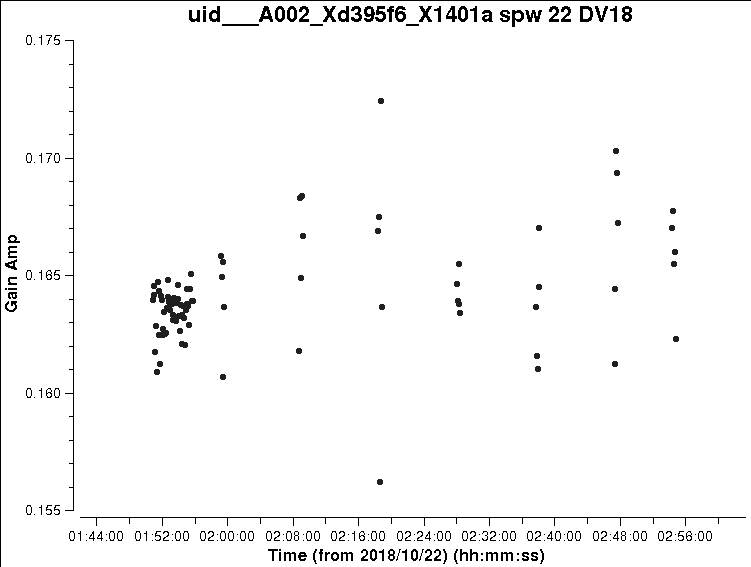 uid___A002_Xd395f6_X1401a spw 22 DV18
0.175
0.170
0.165
0.160
0.155
Gain Amp
01:44:00 01:52:00 02:00:00 02:08:00 02:16:00 02:24:00 02:32:00 02:40:00 02:48:00 02:56:00
Time (from 2018/10/22) (hh:mm:ss)